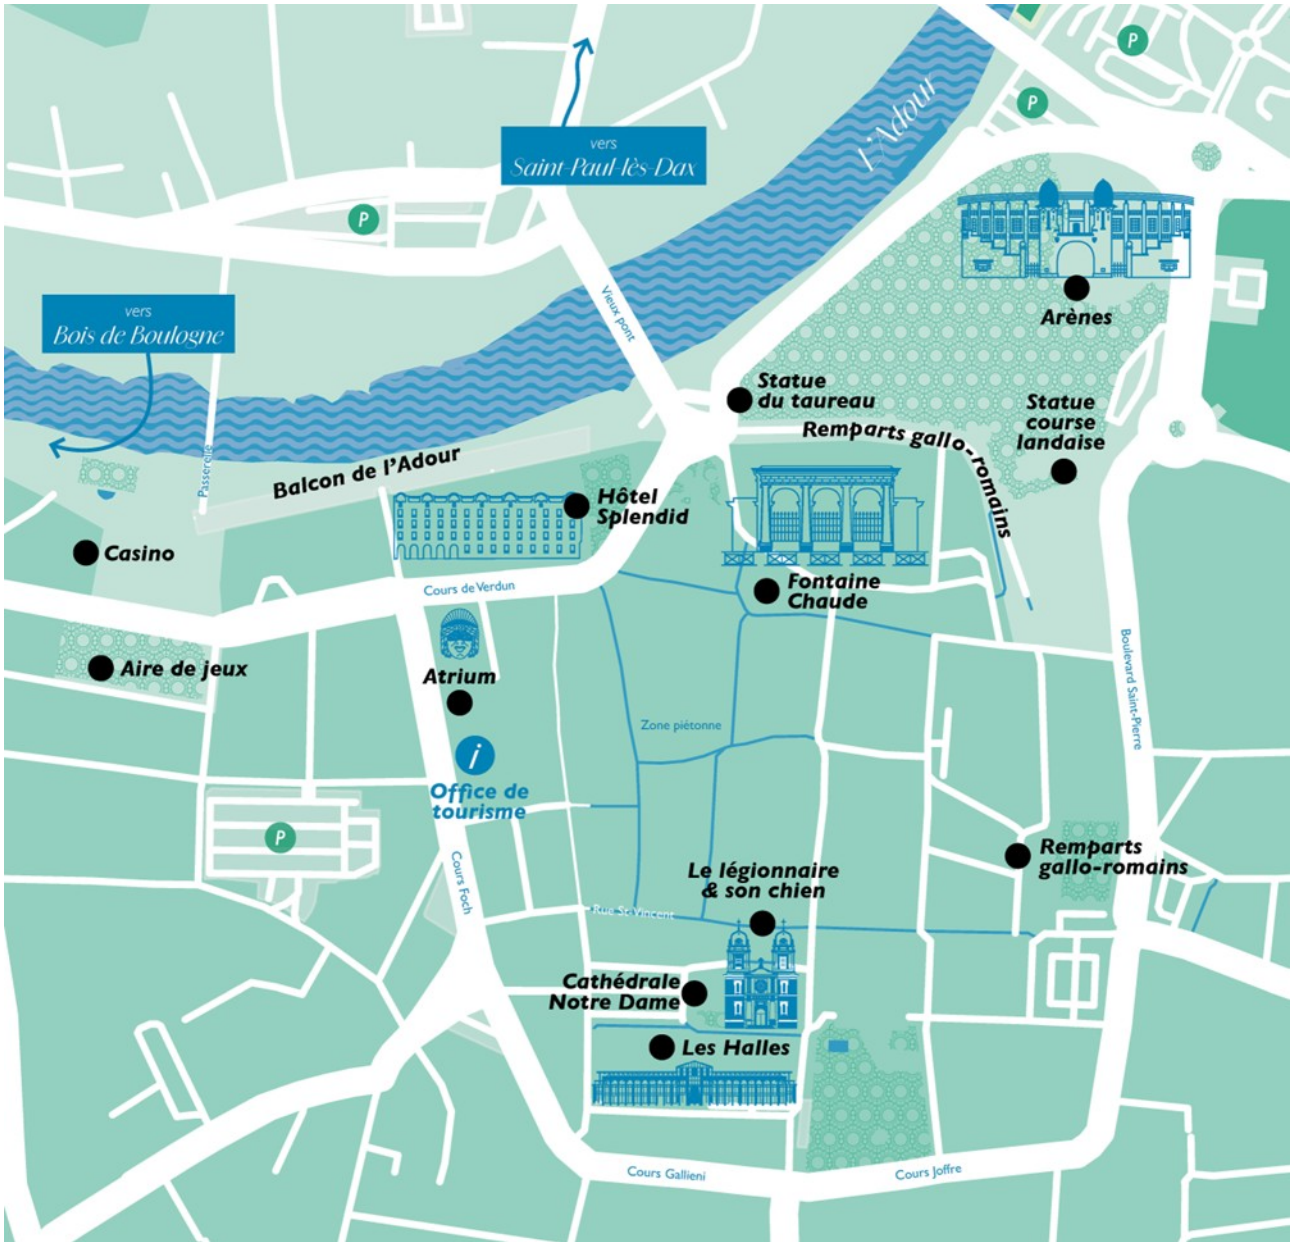 P
P
vers
Saint-Paul-lès-Dax
l'Adour
P
vers
Bois de Boulogne
Vieux pont
Arènes
Statue
du taureau
Statue
course
landaise
Remparts gallo-romains
Passerelle
Balcon de l'Adour
Hôtel
Splendid
Casino
Cours de Verdun
Fontaine
Chaude
Aire de jeux
Atrium
Boulevard Saint-Pierre
Zone piétonne
i
Office de
tourisme
P
Remparts
gallo-romains
Cours Foch
Le légionnaire
& son chien
Rue St-Vincent
Cathédrale
Notre Dame
Les Halles
Cours Gallieni
Cours Joffre